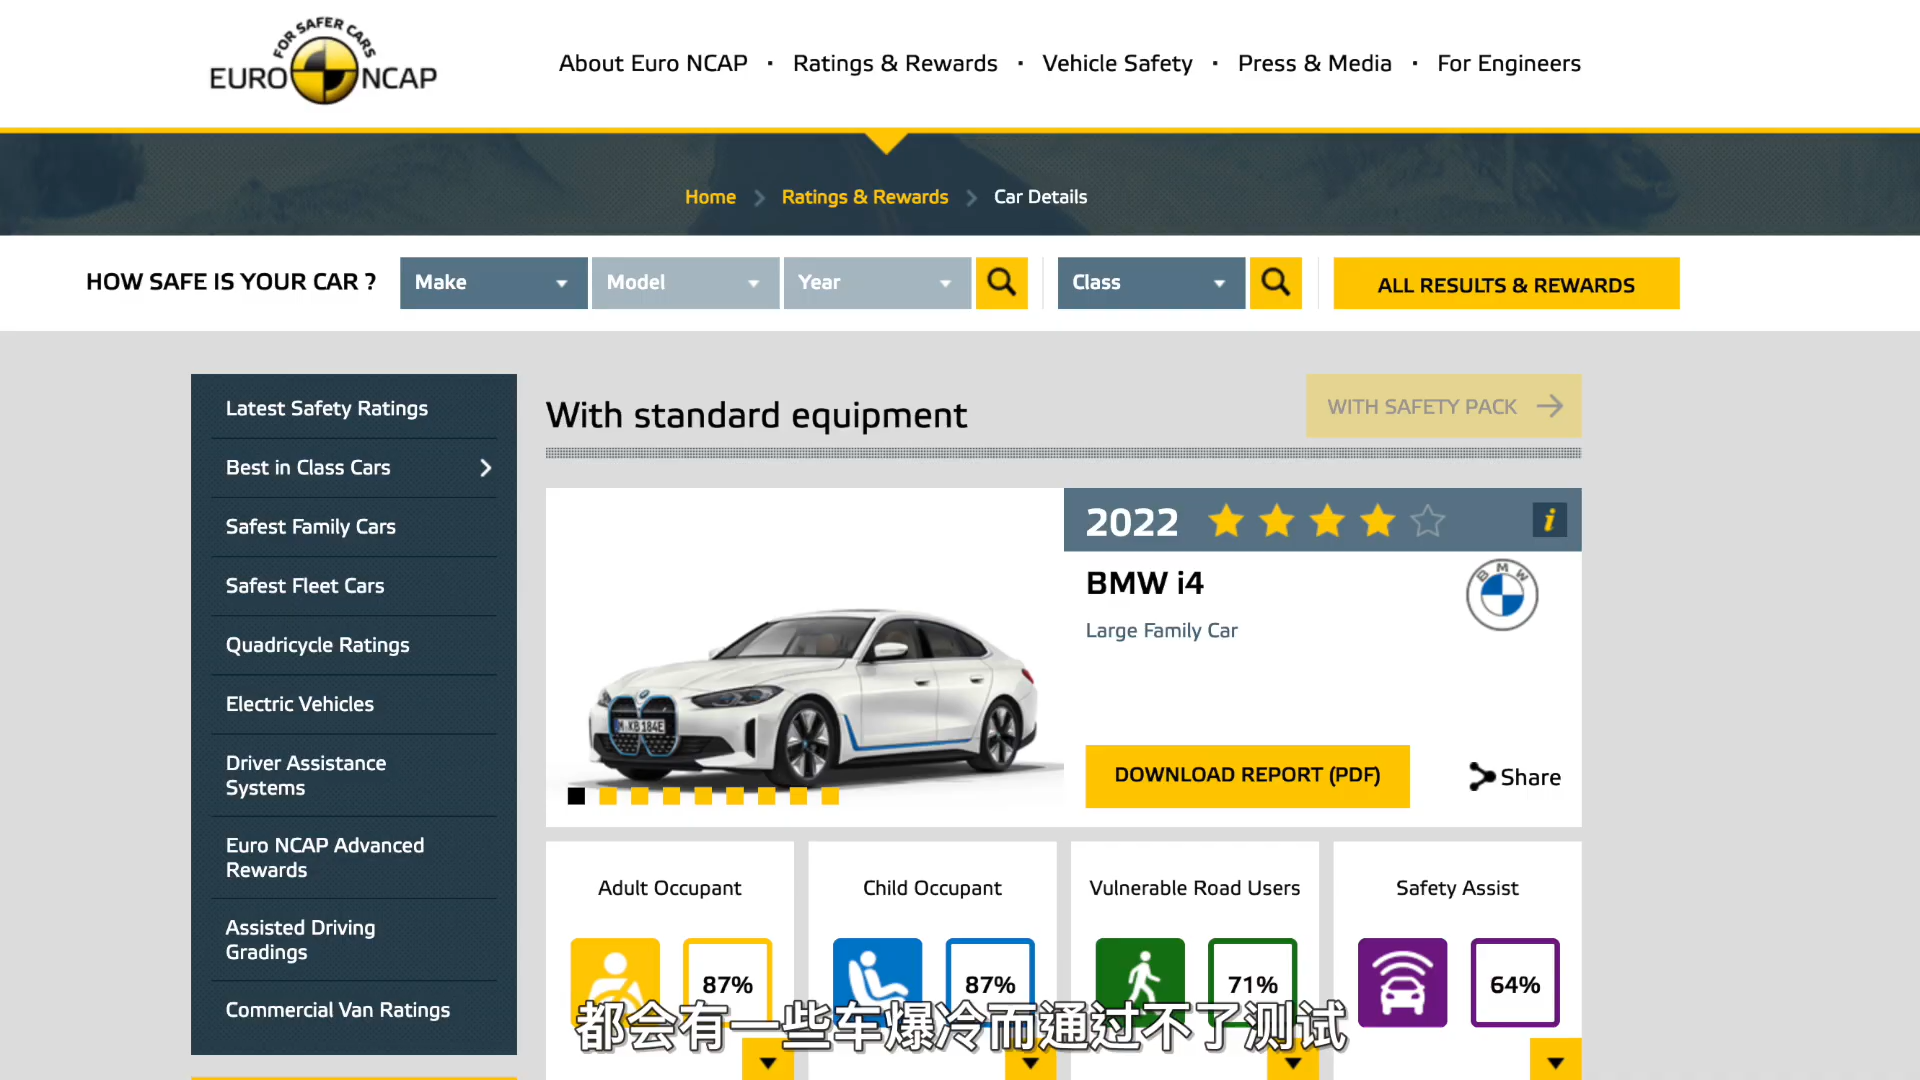 FOR SAFER CARS
EURO NCAP
About Euro NCAP · Ratings & Rewards · Vehicle Safety · Press & Media · For Engineers
Home Ratings & Rewards Car Details
HOW SAFE IS YOUR CAR ?
Make
Model
Year
Class
ALL RESULTS & REWARDS
Latest Safety Ratings
Best in Class Cars
Safest Family Cars
Safest Fleet Cars
Quadricycle Ratings
Electric Vehicles
Driver Assistance
Systems
Euro NCAP Advanced
Rewards
Assisted Driving
Gradings
Commercial Van Ratings
With standard equipment
WITH SAFETY PACK
2022
i
BMW i4
BMW
Large Family Car
M·KB 184E
DOWNLOAD REPORT (PDF)
Share
Adult Occupant
87%
Child Occupant
87%
Vulnerable Road Users
71%
Safety Assist
64%
都会有一些车爆冷而通过不了测试